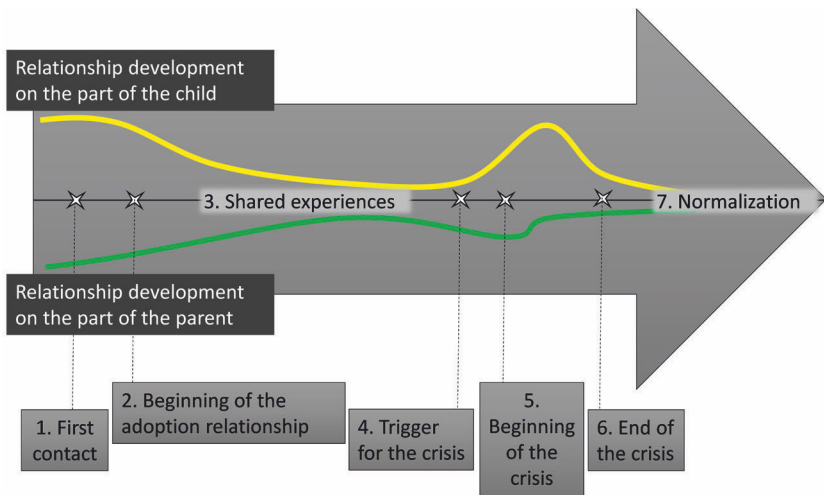 Relationship development
on the part of the child
3. Shared experiences
7. Normalization
Relationship development
on the part of the parent
1. First
contact
2. Beginning of the
adoption relationship
4. Trigger
for the crisis
5.
Beginning
of the
crisis
6. End of
the crisis